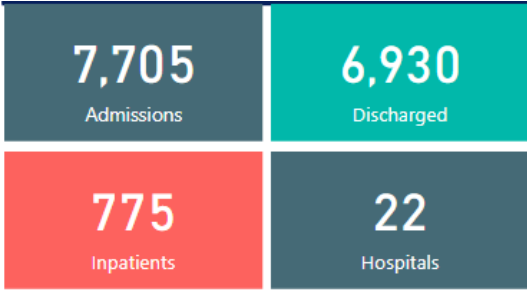 7,705
Admissions
6,930
Discharged
775
Inpatients
22
Hospitals